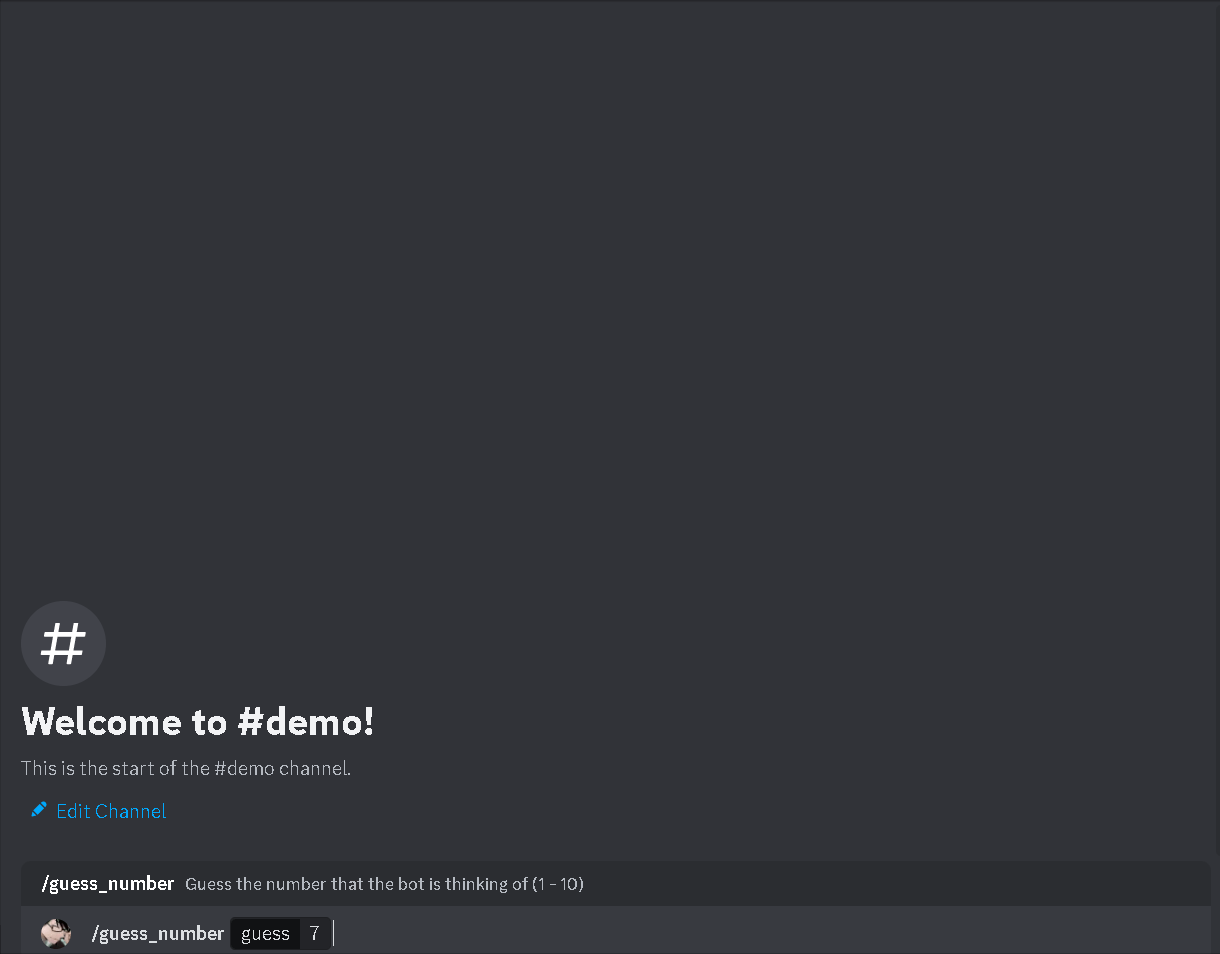 #
Welcome to #demo!
This is the start of the #demo channel.
Edit Channel
/guess_number Guess the number that the bot is thinking of (1 - 10)
/guess_number guess 7